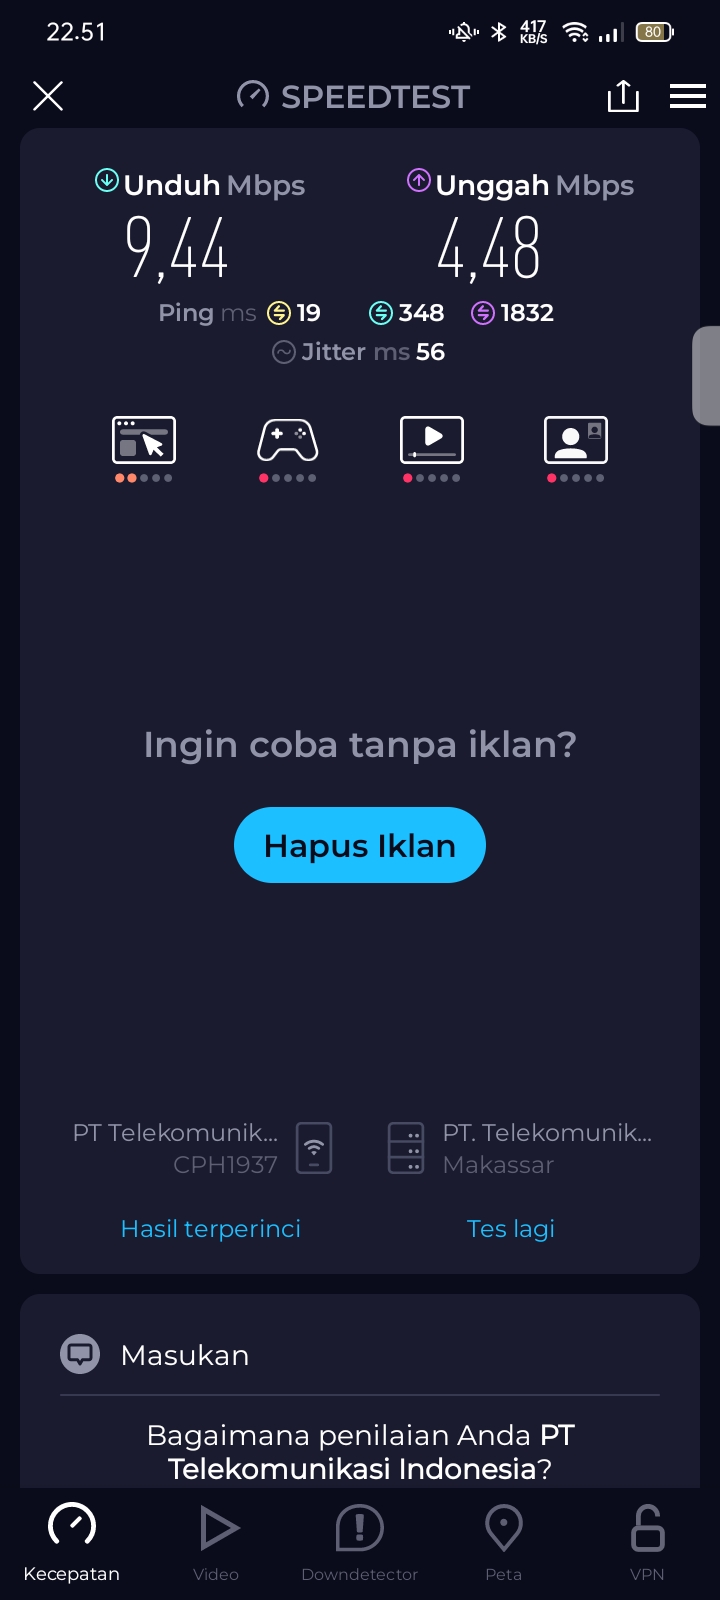 22.51
417
KB/S
80
SPEEDTEST
Unduh Mbps
Unggah Mbps
9,44
4,48
Ping ms 19 348 1832
Jitter ms 56
Ingin coba tanpa iklan?
Hapus Iklan
PT Telekomunik...
CPH1937
PT. Telekomunik...
Makassar
Hasil terperinci
Tes lagi
Masukan
Bagaimana penilaian Anda PT
Telekomunikasi Indonesia?
Kecepatan
Video
Downdetector
Peta
VPN